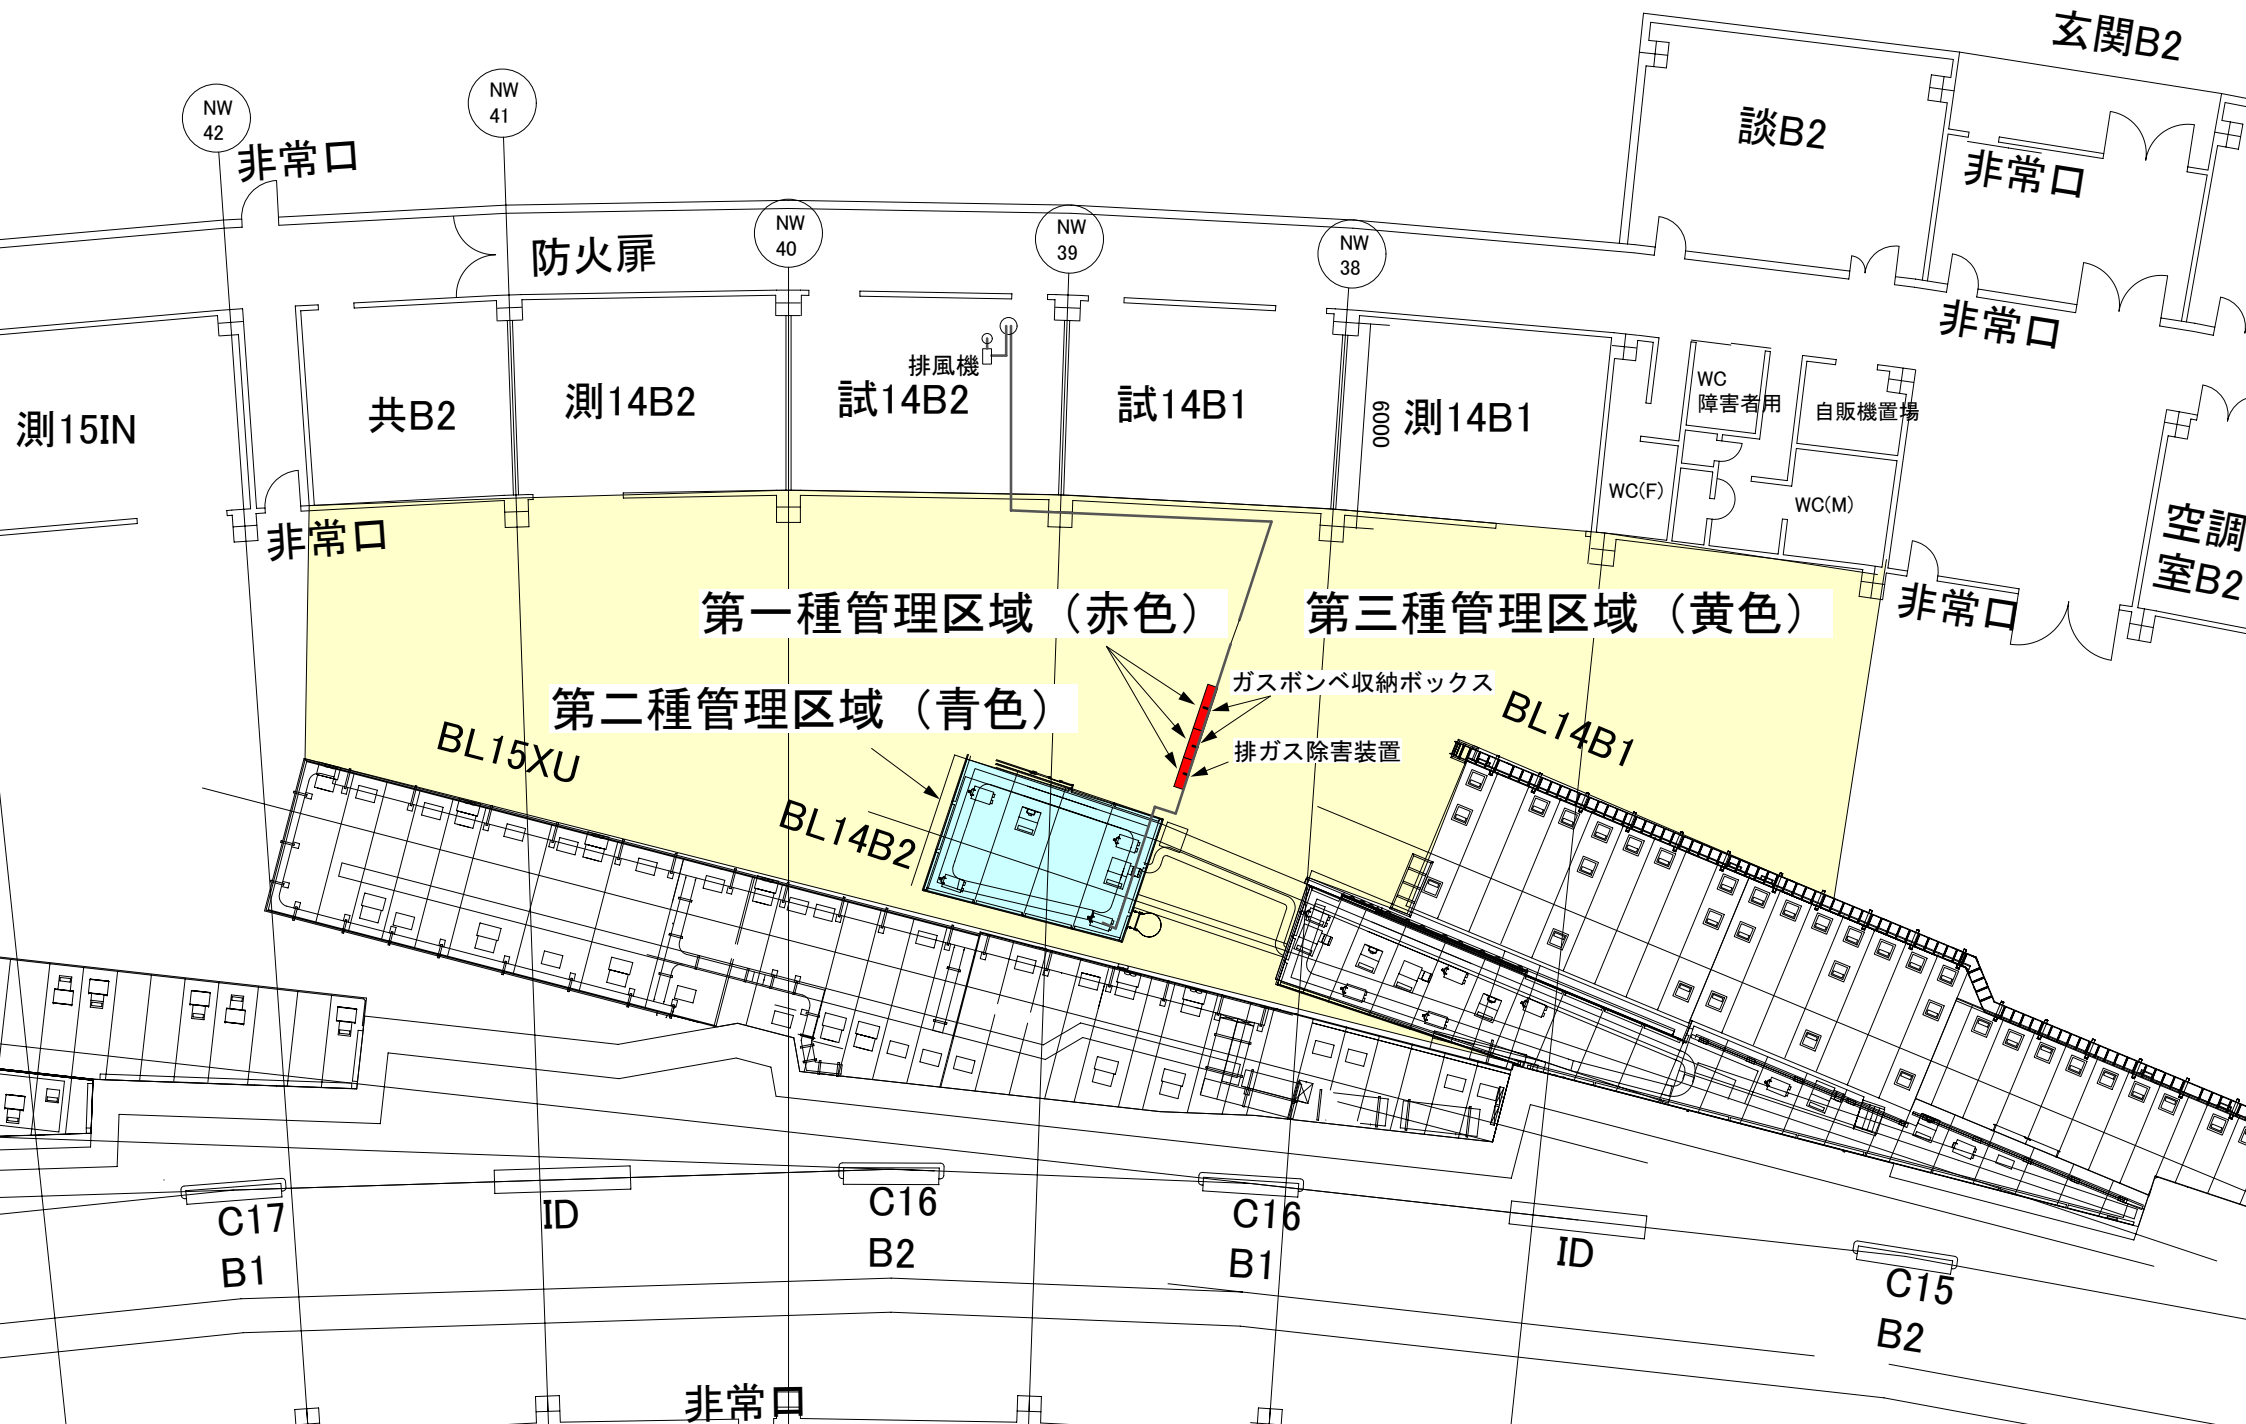 玄関B2
NW
41
NW
42
非常口
談B2
非常口
NW
40
NW
39
NW
38
防火扉
非常口
排風機
WC
障害者用
自販機置場
測15IN
共B2
測14B2
試14B2
試14B1
6000
測14B1
WC(F)
WC(M)
非常口
空調
室B2
非常口
第一種管理区域（赤色）
第三種管理区域（黄色）
ガスボンベ収納ボックス
第二種管理区域（青色）
BL14B1
BL15XU
排ガス除害装置
BL14B2
C17
B1
ID
C16
B2
C16
B1
ID
C15
B2
非常口